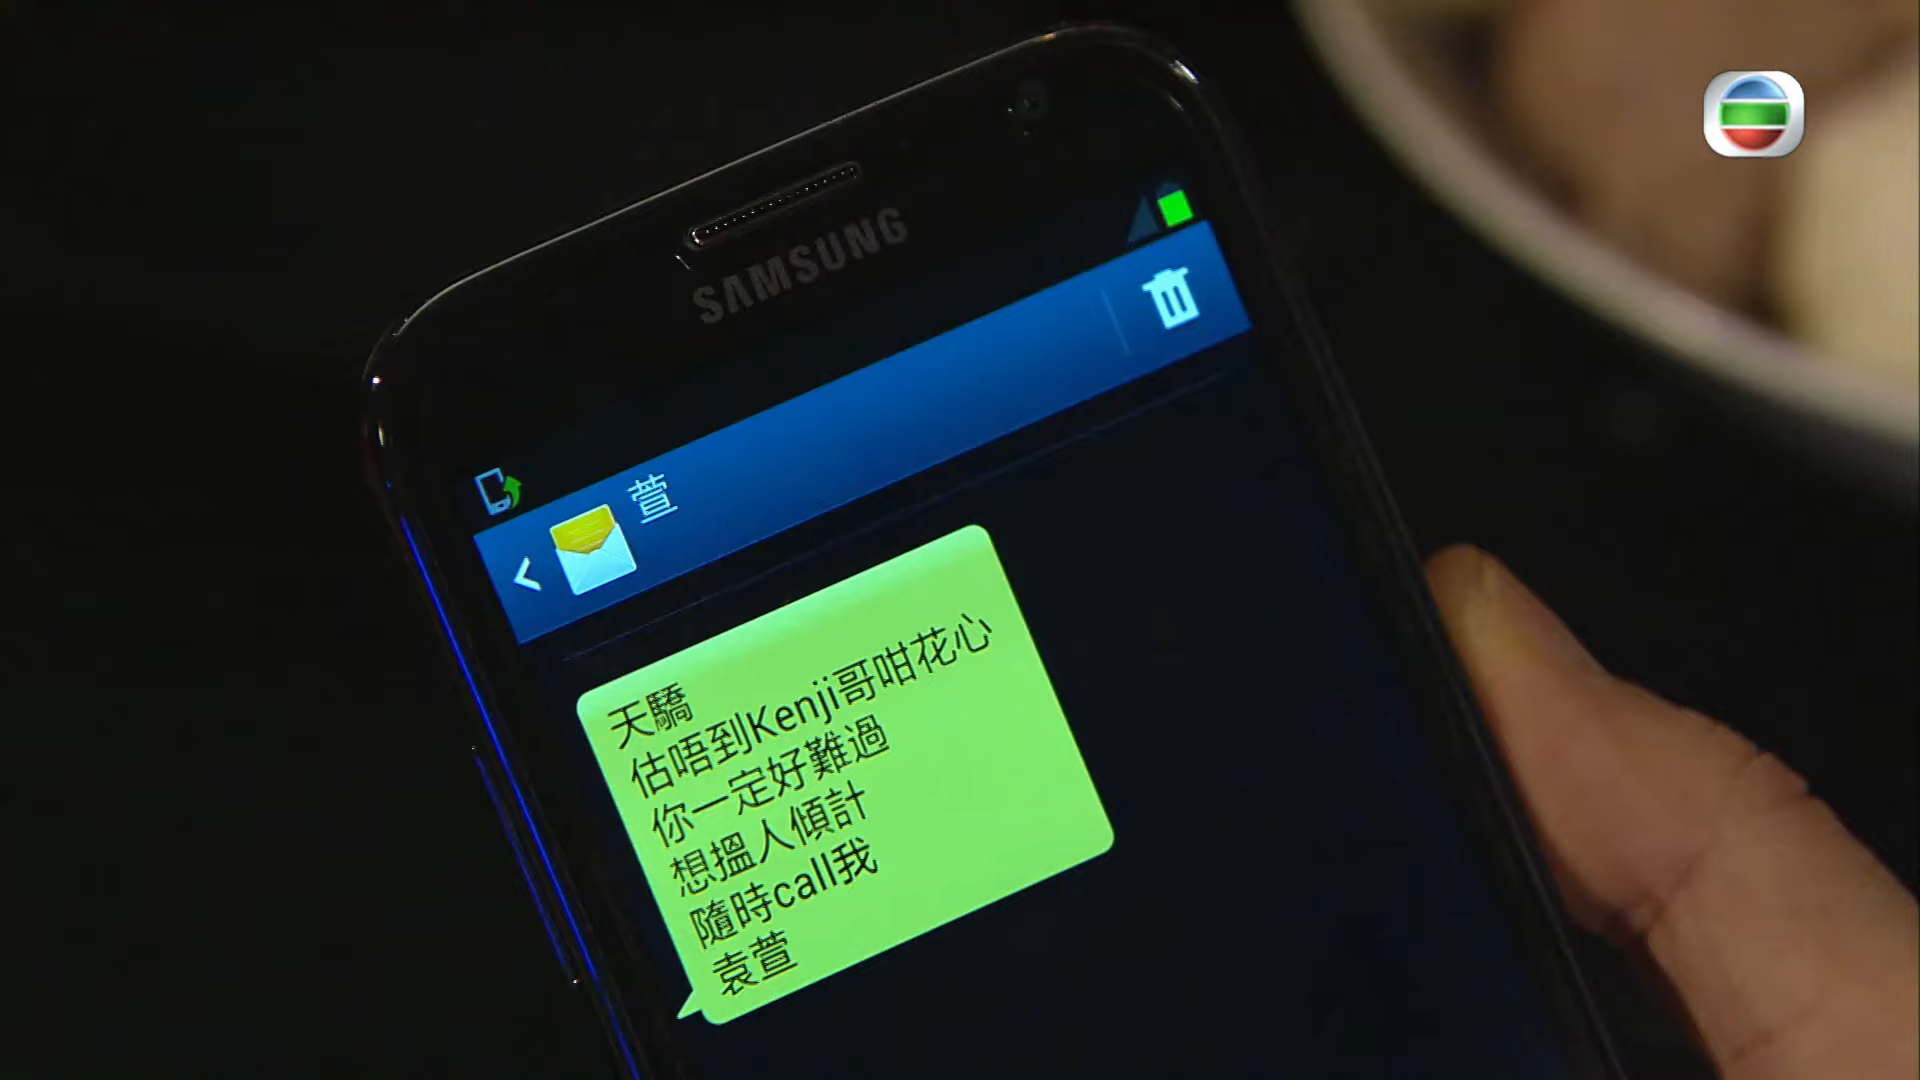 SAMSUNG
萱
天驕
估唔到Kenji哥咁花心
你一定好難過
想搵人傾計
隨時call我
袁萱